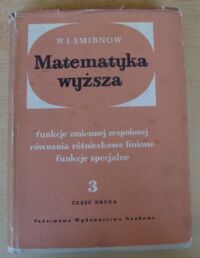 W. I. SMIRNOW
Matematyka
wyższa
funkcje zmiennej zespolonej
równania różniczkowe liniowe
funkcje specjalne
3
CZĘŚĆ DRUGA
Państwowe Wydawnictwo Naukowe